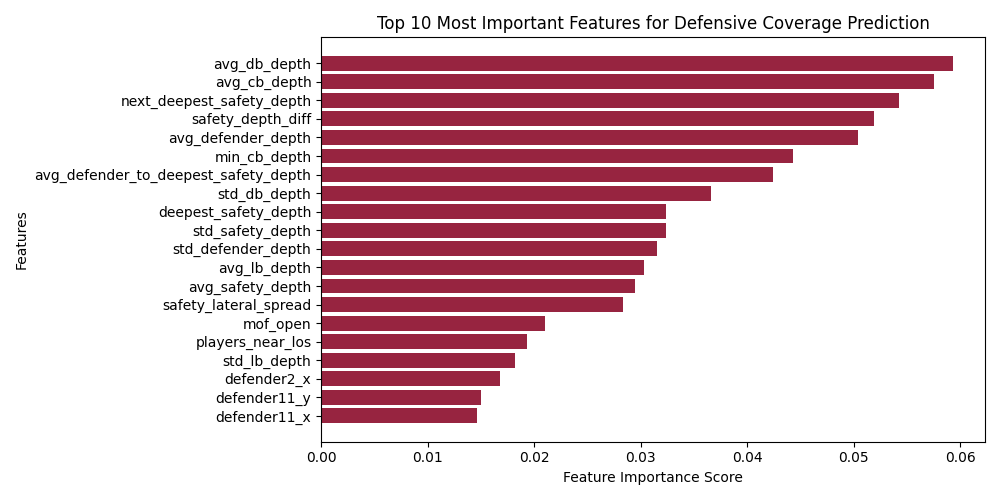 Top 10 Most Important Features for Defensive Coverage Prediction
Features
avg_db_depth
avg_cb_depth
next_deepest_safety_depth
safety_depth_diff
avg_defender_depth
min_cb_depth
avg_defender_to_deepest_safety_depth
std_db_depth
deepest_safety_depth
std_safety_depth
std_defender_depth
avg_lb_depth
avg_safety_depth
safety_lateral_spread
mof_open
players_near_los
std_lb_depth
defender2_x
defender11_y
defender11_x
0.00 0.01 0.02 0.03 0.04 0.05 0.06
Feature Importance Score